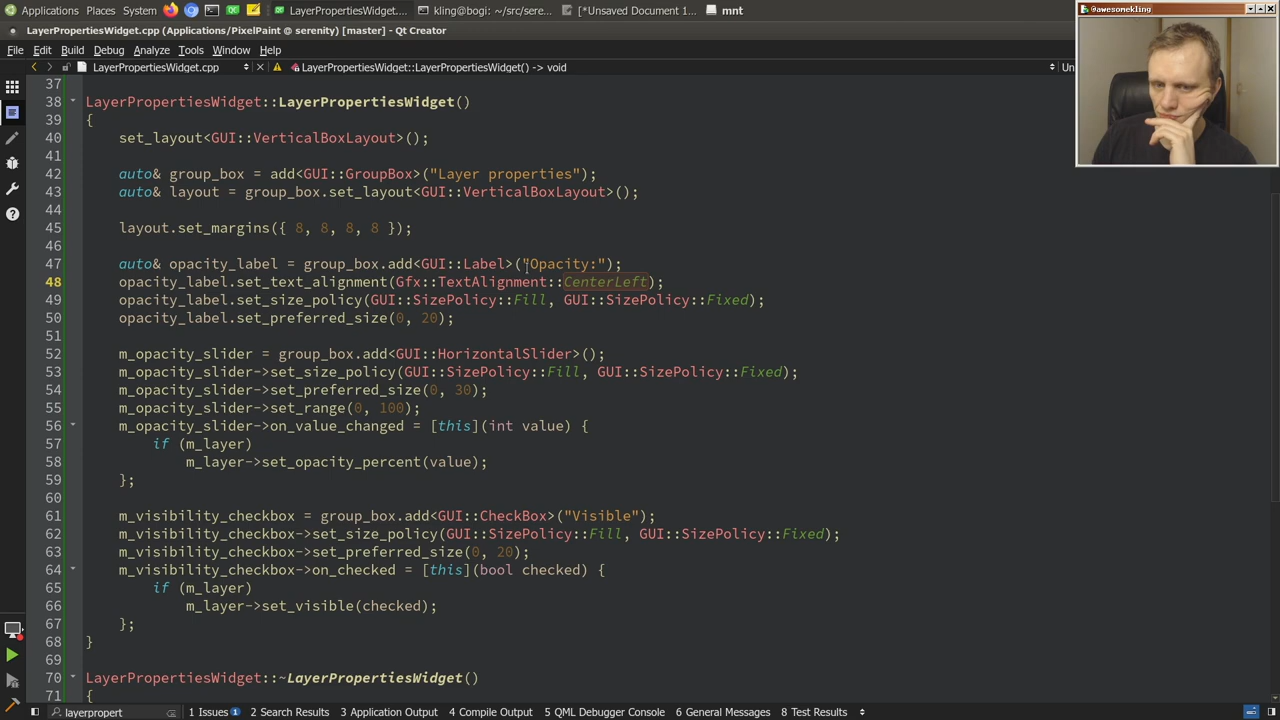 Applications Places System LayerPropertiesWidget.c... kling@bogi: ~/src/sere... [*Unsaved Document 1... mnt
@awesomekling
LayerPropertiesWidget.cpp (Applications/PixelPaint @ serenity) [master] - Qt Creator
File Edit Build Debug Analyze Tools Window Help
LayerPropertiesWidget.cpp LayerPropertiesWidget::LayerPropertiesWidget() -> void Un
37
38 LayerPropertiesWidget::LayerPropertiesWidget()
39 {
40 set_layout<GUI::VerticalBoxLayout>();
41
42 auto& group_box = add<GUI::GroupBox>("Layer properties");
43 auto& layout = group_box.set_layout<GUI::VerticalBoxLayout>();
44
45 layout.set_margins({ 8, 8, 8, 8 });
46
47 auto& opacity_label = group_box.add<GUI::Label>("Opacity:");
48 opacity_label.set_text_alignment(Gfx::TextAlignment::CenterLeft);
49 opacity_label.set_size_policy(GUI::SizePolicy::Fill, GUI::SizePolicy::Fixed);
50 opacity_label.set_preferred_size(0, 20);
51
52 m_opacity_slider = group_box.add<GUI::HorizontalSlider>();
53 m_opacity_slider->set_size_policy(GUI::SizePolicy::Fill, GUI::SizePolicy::Fixed);
54 m_opacity_slider->set_preferred_size(0, 30);
55 m_opacity_slider->set_range(0, 100);
56 m_opacity_slider->on_value_changed = [this](int value) {
57 if (m_layer)
58 m_layer->set_opacity_percent(value);
59 };
60
61 m_visibility_checkbox = group_box.add<GUI::CheckBox>("Visible");
62 m_visibility_checkbox->set_size_policy(GUI::SizePolicy::Fill, GUI::SizePolicy::Fixed);
63 m_visibility_checkbox->set_preferred_size(0, 20);
64 m_visibility_checkbox->on_checked = [this](bool checked) {
65 if (m_layer)
66 m_layer->set_visible(checked);
67 };
68 }
69
70 LayerPropertiesWidget::~LayerPropertiesWidget()
71 {
layerpropert 1 Issues 1 2 Search Results 3 Application Output 4 Compile Output 5 QML Debugger Console 6 General Messages 8 Test Results